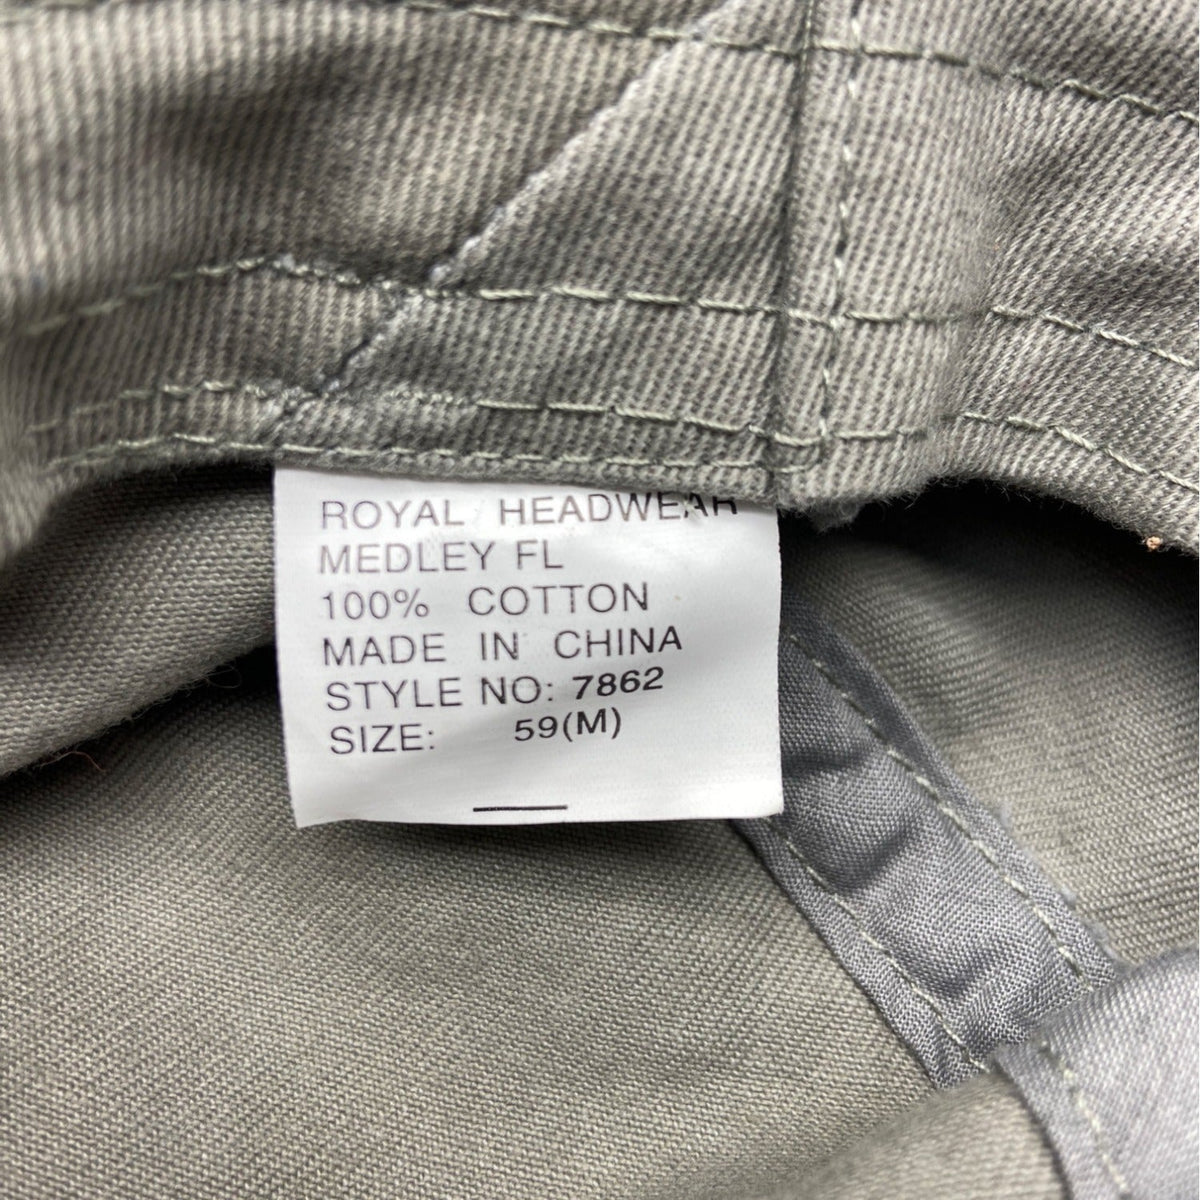 ROYAL HEADWEAR
MEDLEY FL
100% COTTON
MADE IN CHINA
STYLE NO: 7862
SIZE: 59(M)